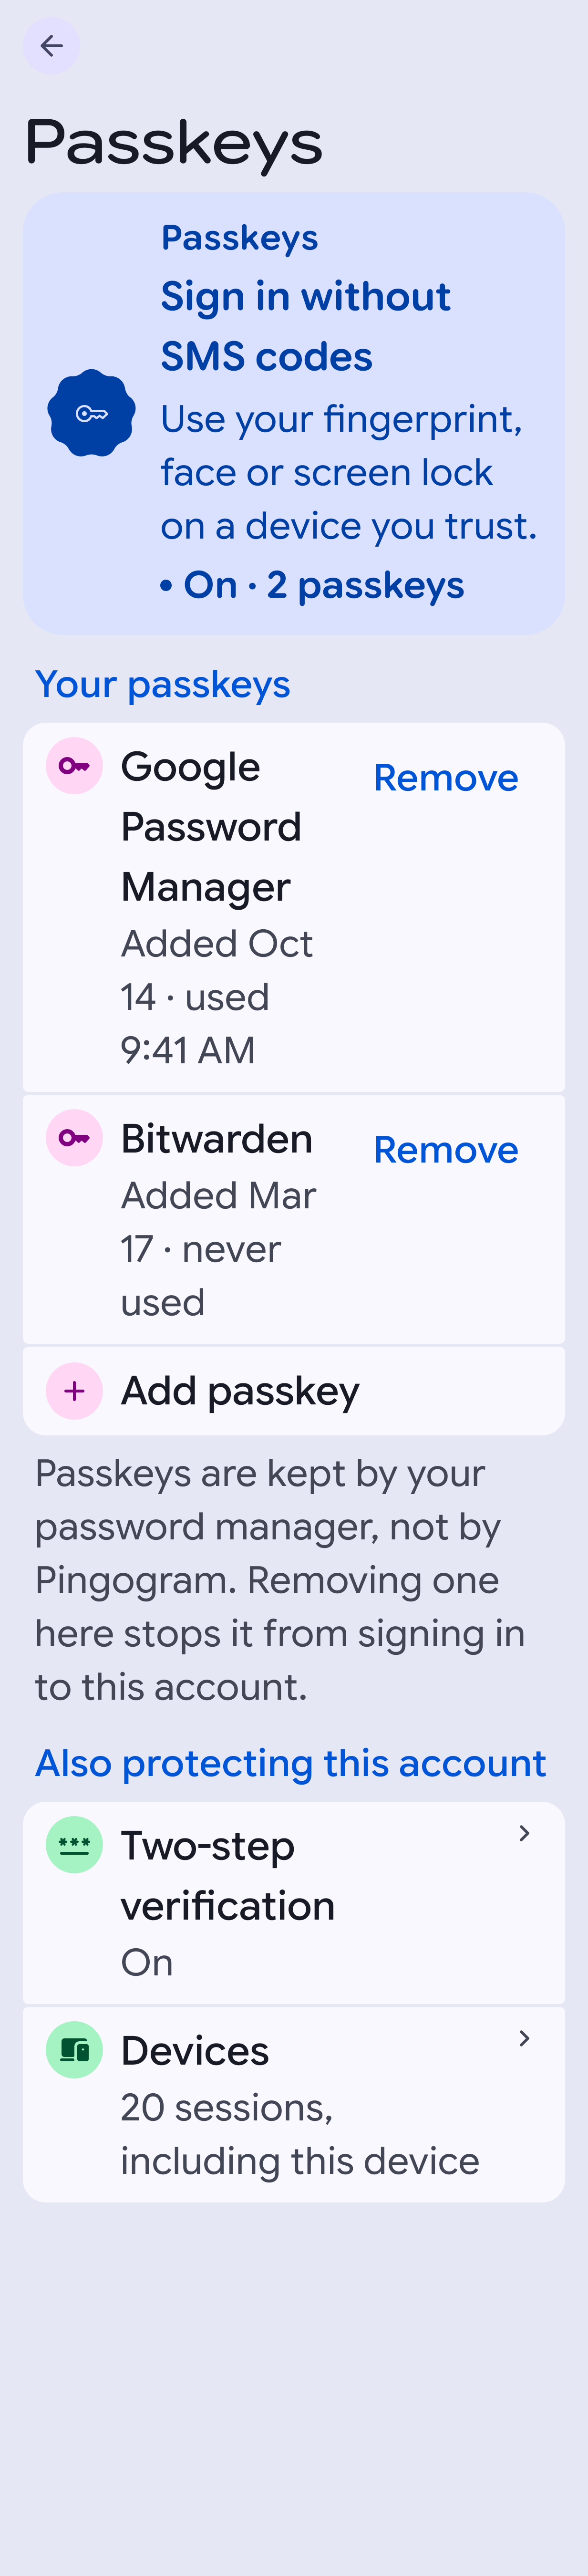 Passkeys
Passkeys
Sign in without
SMS codes
Use your fingerprint,
face or screen lock
on a device you trust.
• On · 2 passkeys
Your passkeys
Google
Password
Manager
Remove
Added Oct
14 · used
9:41 AM
Bitwarden
Remove
Added Mar
17 · never
used
Add passkey
Passkeys are kept by your
password manager, not by
Pingogram. Removing one
here stops it from signing in
to this account.
Also protecting this account
Two-step
verification
On
Devices
20 sessions,
including this device